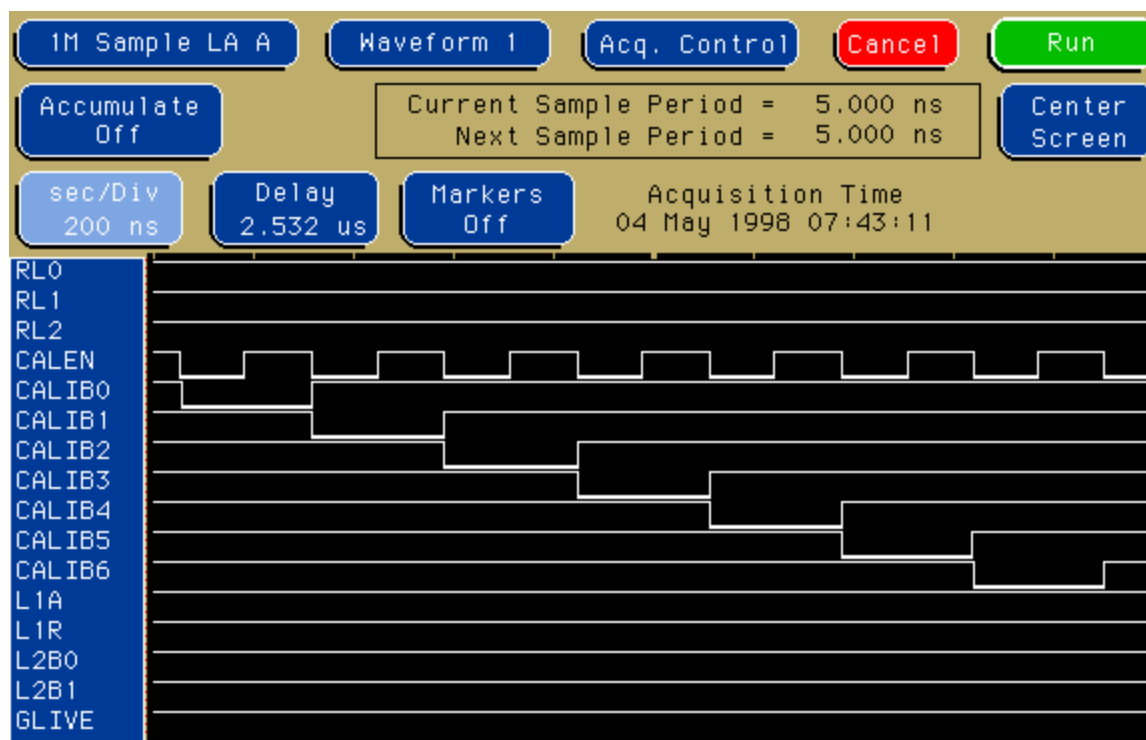 1M Sample LA A Waveform 1 Acq. Control Cancel Run
Accumulate
Off
Current Sample Period = 5.000 ns
Next Sample Period = 5.000 ns
Center
Screen
sec/Div
200 ns
Delay
2.532 us
Markers
Off
Acquisition Time
04 May 1998 07:43:11
RL0
RL1
RL2
CALEN
CALIB0
CALIB1
CALIB2
CALIB3
CALIB4
CALIB5
CALIB6
L1A
L1R
L2B0
L2B1
GLIVE